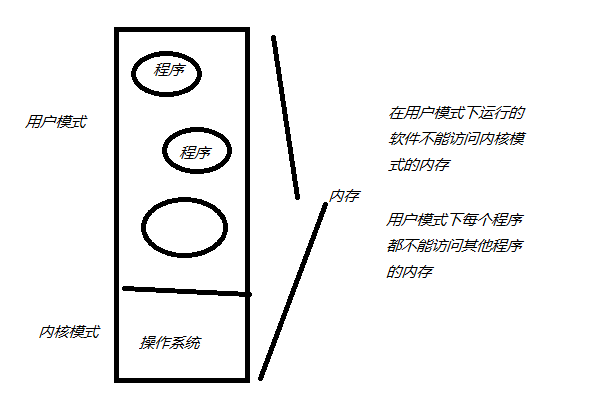 程序
用户模式
程序
内存
在用户模式下运行的
软件不能访问内核模
式的内存
用户模式下每个程序
都不能访问其他程序
的内存
内核模式
操作系统